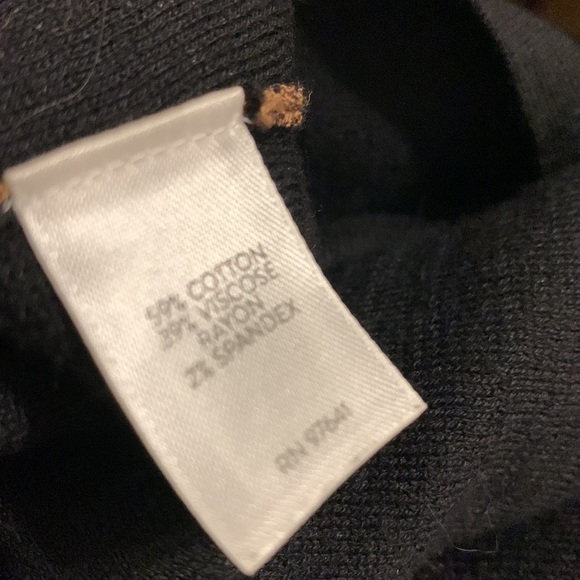 59% COTTON
39% VISCOSE
RAYON
2% SPANDEX
RN 97641